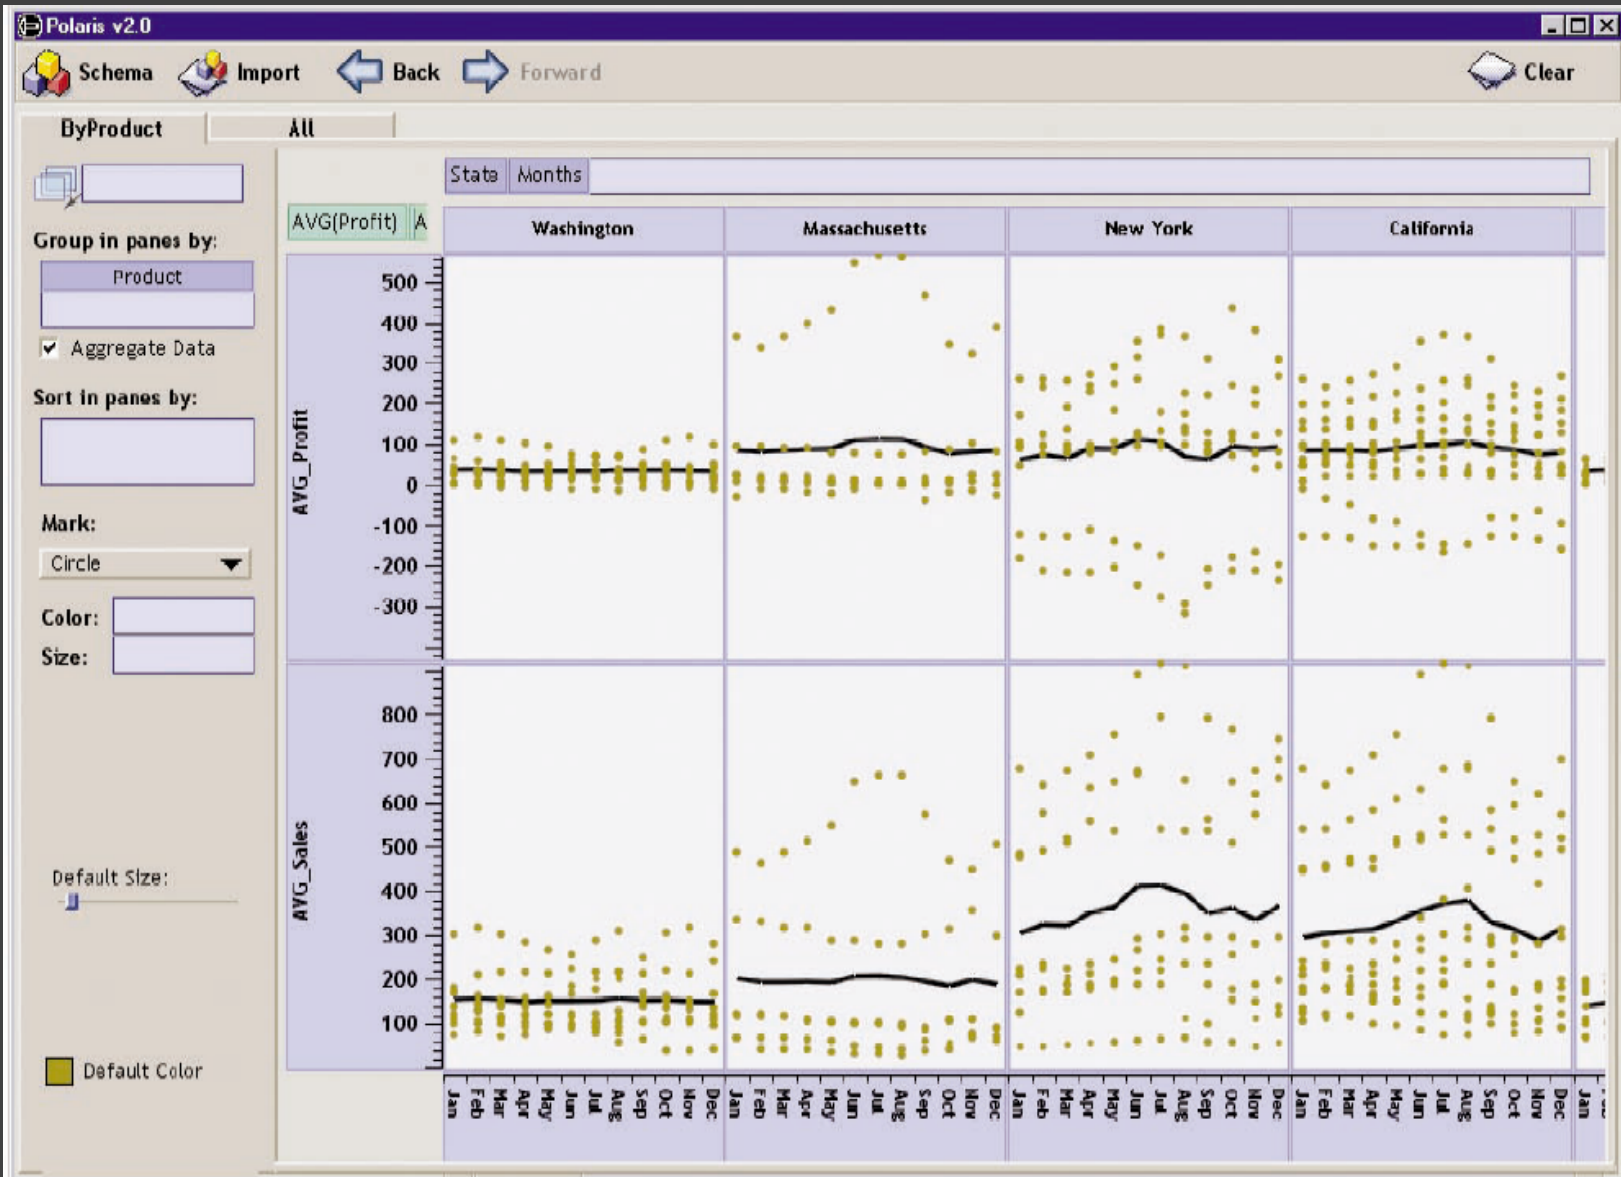 Polaris v2.0
Schema Import Back Forward Clear
ByProduct All
State Months
AVG(Profit) A
Washington Massachusetts New York California
Group in panes by:
Product
Aggregate Data
Sort in panes by:
Mark:
Circle
Color:
Size:
Default Size:
Default Color
AVG_Profit
500
400
300
200
100
0
-100
-200
-300
AVG_Sales
800
700
600
500
400
300
200
100
Jan Feb Mar Apr May Jun Jul Aug Sep Oct Nov Dec Jan Feb Mar Apr May Jun Jul Aug Sep Oct Nov Dec Jan Feb Mar Apr May Jun Jul Aug Sep Oct Nov Dec Jan Feb Mar Apr May Jun Jul Aug Sep Oct Nov Dec Jan